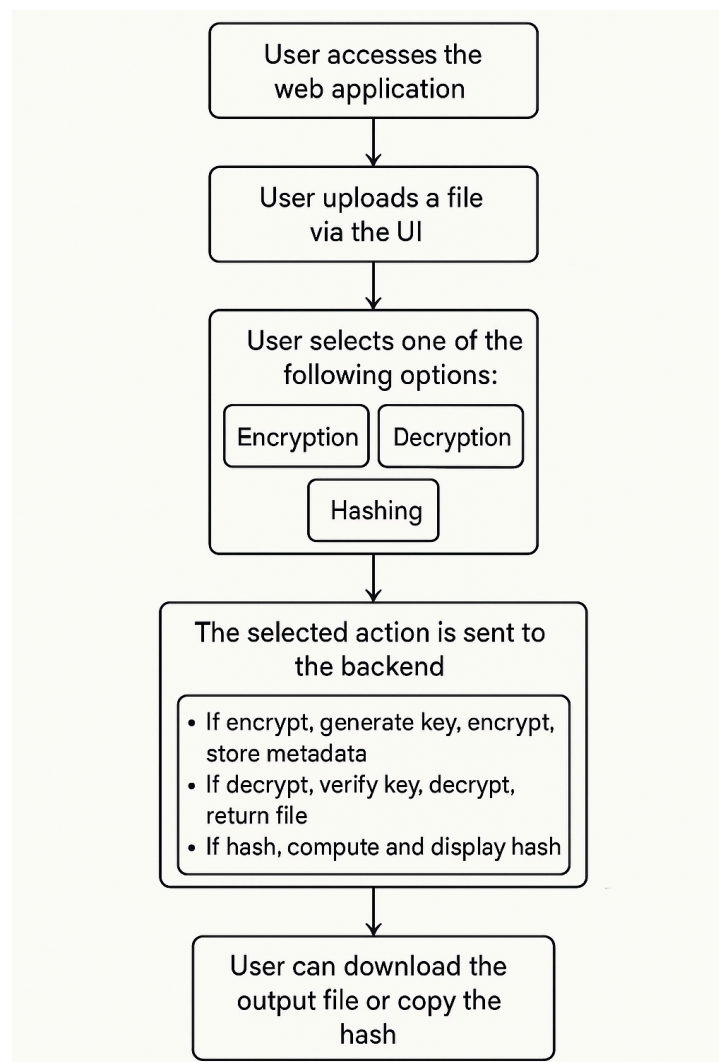 User accesses the
web application
User uploads a file
via the UI
User selects one of the
following options:
Encryption
Decryption
Hashing
The selected action is sent to
the backend
• If encrypt, generate key, encrypt,
store metadata
• If decrypt, verify key, decrypt,
return file
• If hash, compute and display hash
User can download the
output file or copy the
hash